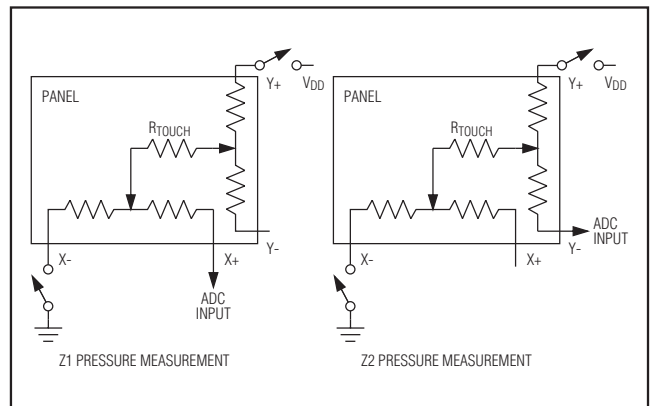 Y+
VDD
PANEL
RTOUCH
X-
X+
Y-
ADC
INPUT
Z1 PRESSURE MEASUREMENT
Y+
VDD
PANEL
RTOUCH
X-
X+
Y-
ADC
INPUT
Z2 PRESSURE MEASUREMENT